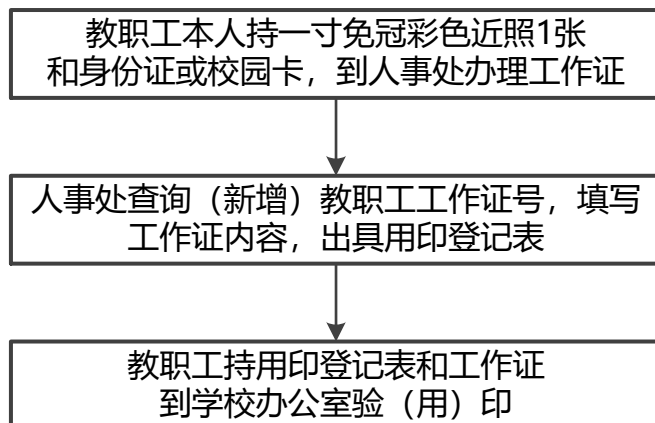 教职工本人持一寸免冠彩色近照1张
和身份证或校园卡，到人事处办理工作证
人事处查询（新增）教职工工作证号，填写
工作证内容，出具用印登记表
教职工持用印登记表和工作证
到学校办公室验（用）印